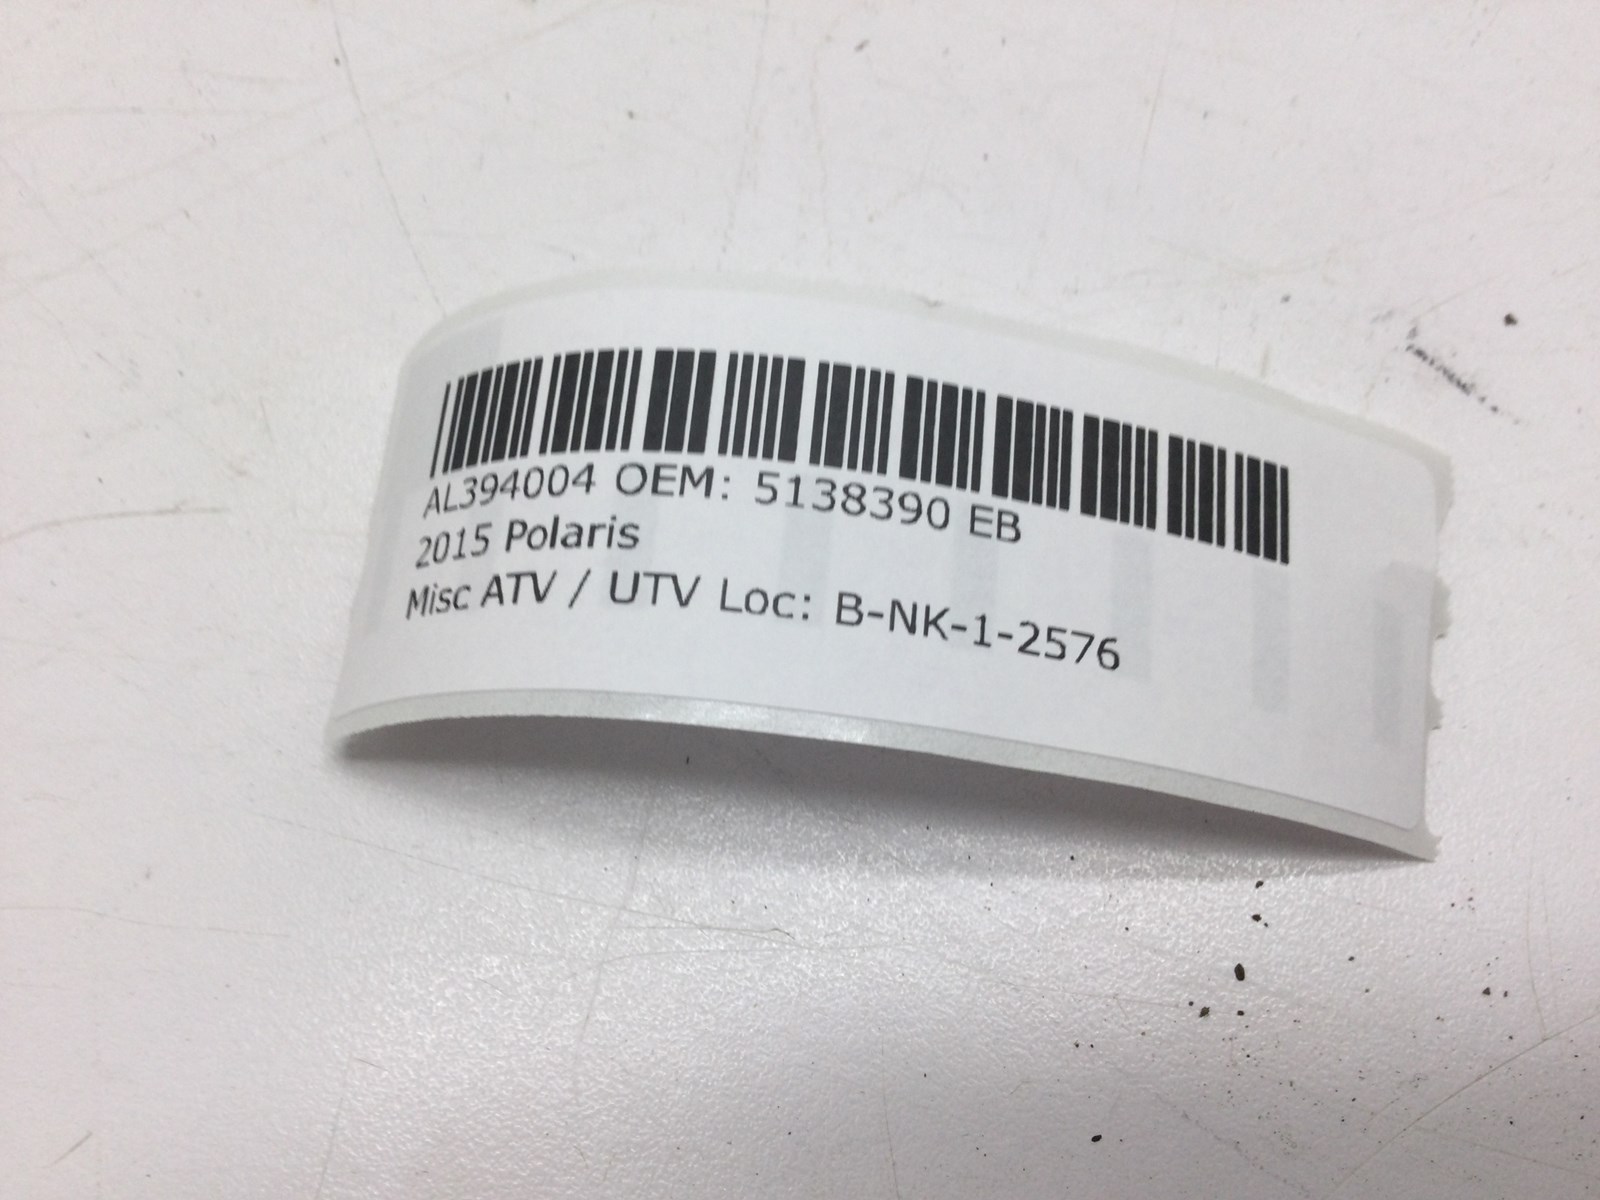 AL394004 OEM: 5138390 EB
2015 Polaris
Misc ATV / UTV Loc: B-NK-1-2576